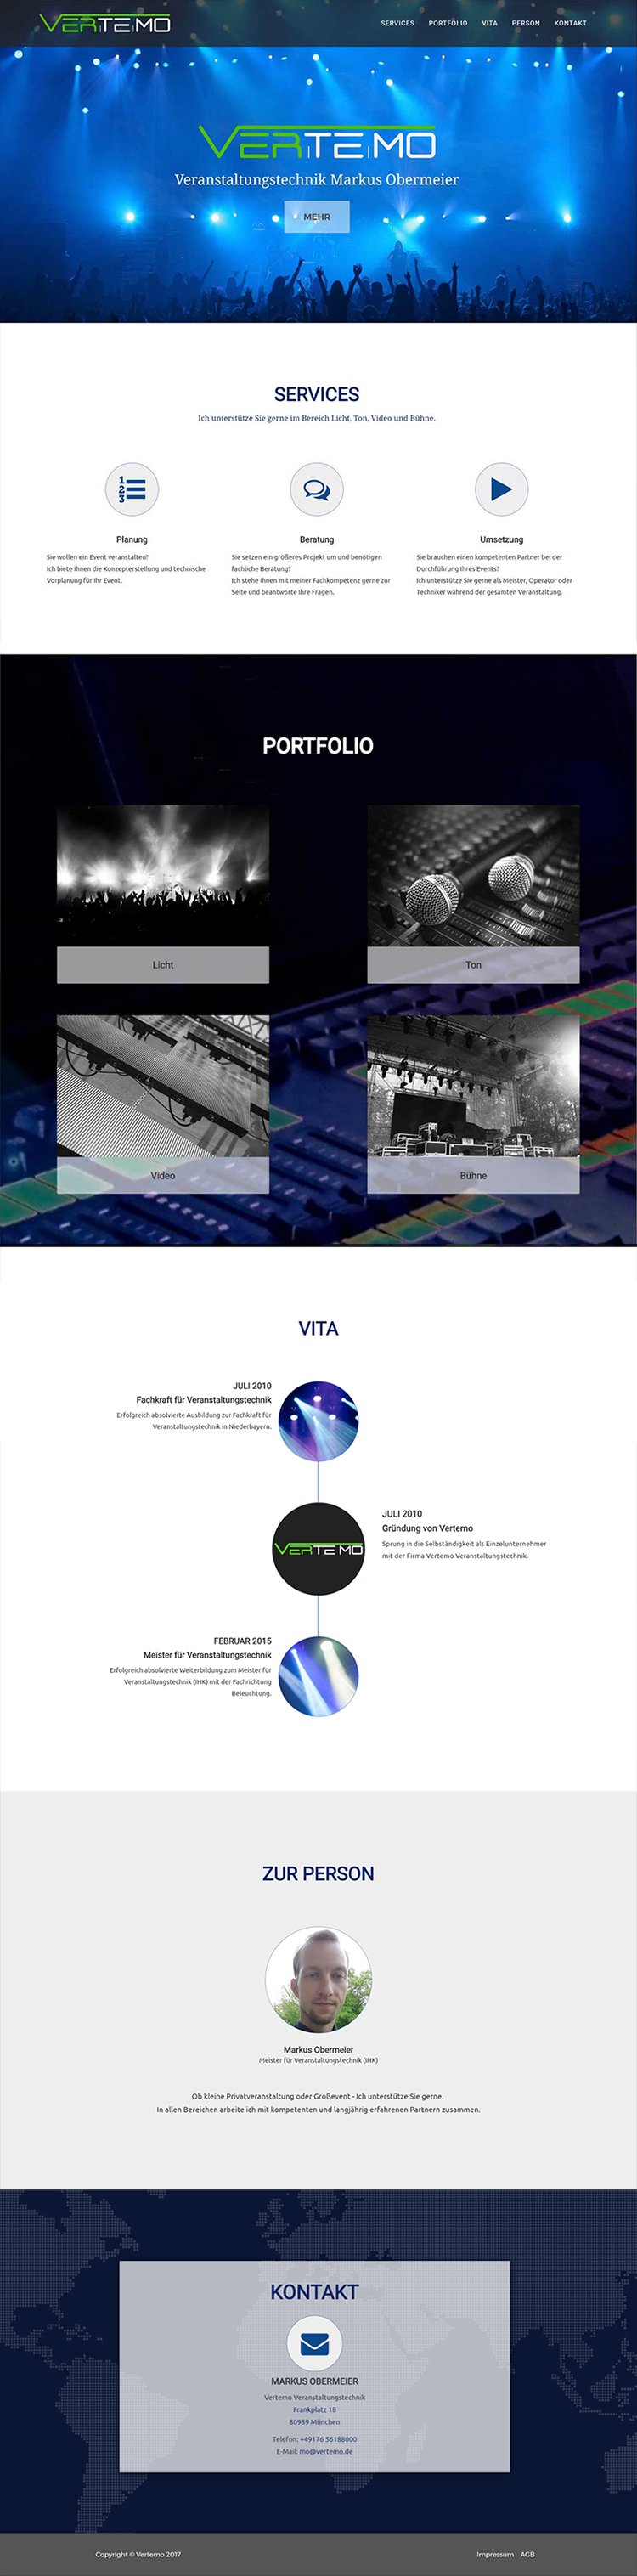 VERTEMO
SERVICES PORTFOLIO VITA PERSON KONTAKT
VERTEMO
Veranstaltungstechnik Markus Obermeier
MEHR
SERVICES
Ich unterstütze Sie gerne im Bereich Licht, Ton, Video und Bühne.
1
2
3
Planung
Sie wollen ein Event veranstalten?
Ich biete Ihnen die Konzepterstellung und technische
Vorplanung für Ihr Event.
Beratung
Sie setzen ein größeres Projekt um und benötigen
fachliche Beratung?
Ich stehe Ihnen mit meiner Fachkompetenz gerne zur
Seite und beantworte Ihre Fragen.
Umsetzung
Sie brauchen einen kompetenten Partner bei der
Durchführung Ihres Events?
Ich unterstütze Sie gerne als Meister, Operator oder
Techniker während der gesamten Veranstaltung.
PORTFOLIO
Licht
Ton
Video
Bühne
VITA
JULI 2010
Fachkraft für Veranstaltungstechnik
Erfolgreich absolvierte Ausbildung zur Fachkraft für
Veranstaltungstechnik in Niederbayern.
VERTEMO
JULI 2010
Gründung von Vertemo
Sprung in die Selbständigkeit als Einzelunternehmer
mit der Firma Vertemo Veranstaltungstechnik.
FEBRUAR 2015
Meister für Veranstaltungstechnik
Erfolgreich absolvierte Weiterbildung zum Meister für
Veranstaltungstechnik (IHK) mit der Fachrichtung
Beleuchtung.
ZUR PERSON
Markus Obermeier
Meister für Veranstaltungstechnik (IHK)
Ob kleine Privatveranstaltung oder Großevent - Ich unterstütze Sie gerne.
In allen Bereichen arbeite ich mit kompetenten und langjährig erfahrenen Partnern zusammen.
KONTAKT
MARKUS OBERMEIER
Vertemo Veranstaltungstechnik
Frankplatz 18
80939 München
Telefon: +49176 56188000
E-Mail: mo@vertemo.de
Copyright © Vertemo 2017
Impressum AGB